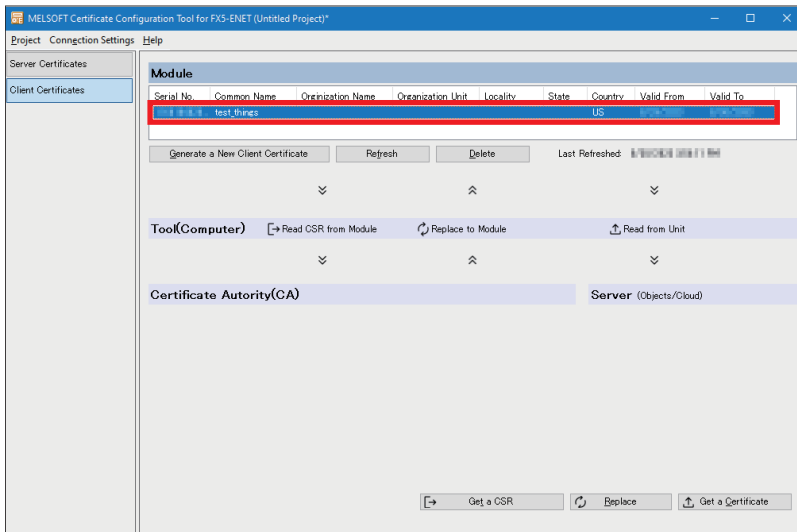 MELSOFT Certificate Configuration Tool for FX5-ENET (Untitled Project)*
Project Connection Settings Help
Server Certificates
Client Certificates
Module
Serial No. Common Name Orginization Name Organization Unit Locality State Country Valid From Valid To
test_things US
Generate a New Client Certificate Refresh Delete Last Refreshed:
Tool(Computer) Read CSR from Module Replace to Module Read from Unit
Certificate Autority(CA) Server (Objects/Cloud)
Get a CSR Replace Get a Certificate